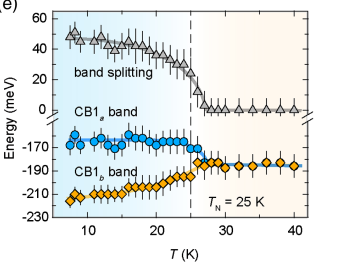 (e)
60
40
20
0
-170
-190
-210
-230
Energy (meV)
band splitting
CB1a band
CB1b band
TN = 25 K
10 20 30 40
T (K)